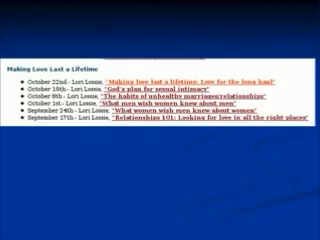 Making Love Last a Lifetime
• October 22nd - Lori Lossie, "Making love last a lifetime: Love for the long haul"
• October 15th - Lori Lossie, "God's plan for sexual intimacy"
• October 8th - Lori Lossie, "The habits of unhealthy marriages/relationships"
• October 1st - Lori Lossie, "What men wish women knew about men"
• September 24th - Lori Lossie, "What women wish men knew about women"
• September 17th - Lori Lossie, "Relationships 101: Looking for love in all the right places"